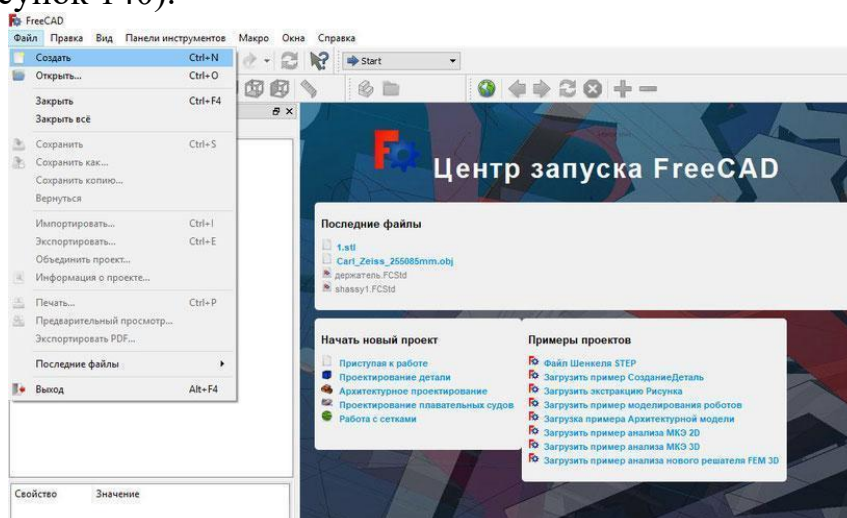 сунок 140).
FreeCAD
Файл Правка Вид Панели инструментов Макро Окна Справка
Создать Ctrl+N
Открыть... Ctrl+O
Закрыть Ctrl+F4
Закрыть всё
Сохранить Ctrl+S
Сохранить как...
Сохранить копию...
Вернуться
Импортировать... Ctrl+I
Экспортировать... Ctrl+E
Объединить проект...
Информация о проекте...
Печать... Ctrl+P
Предварительный просмотр...
Экспортировать PDF...
Последние файлы
Выход Alt+F4
Свойство Значение
Start
Центр запуска FreeCAD
Последние файлы
1.stl
Carl_Zeiss_255085mm.obj
держатель.FCStd
shassy1.FCStd
Начать новый проект
Приступая к работе
Проектирование детали
Архитектурное проектирование
Проектирование плавательных судов
Работа с сетками
Примеры проектов
Файл Шенкеля STEP
Загрузить пример СозданиеДеталь
Загрузить экстракцию Рисунка
Загрузить пример моделирования роботов
Загрузка примера Архитектурной модели
Загрузить пример анализа МКЭ 2D
Загрузить пример анализа МКЭ 3D
Загрузить пример анализа нового решателя FEM 3D